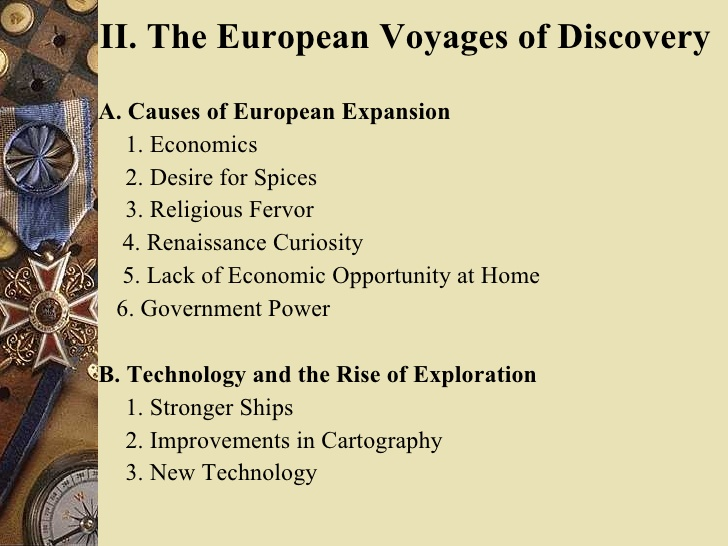 II. The European Voyages of Discovery
A. Causes of European Expansion
1. Economics
2. Desire for Spices
3. Religious Fervor
4. Renaissance Curiosity
5. Lack of Economic Opportunity at Home
6. Government Power
B. Technology and the Rise of Exploration
1. Stronger Ships
2. Improvements in Cartography
3. New Technology